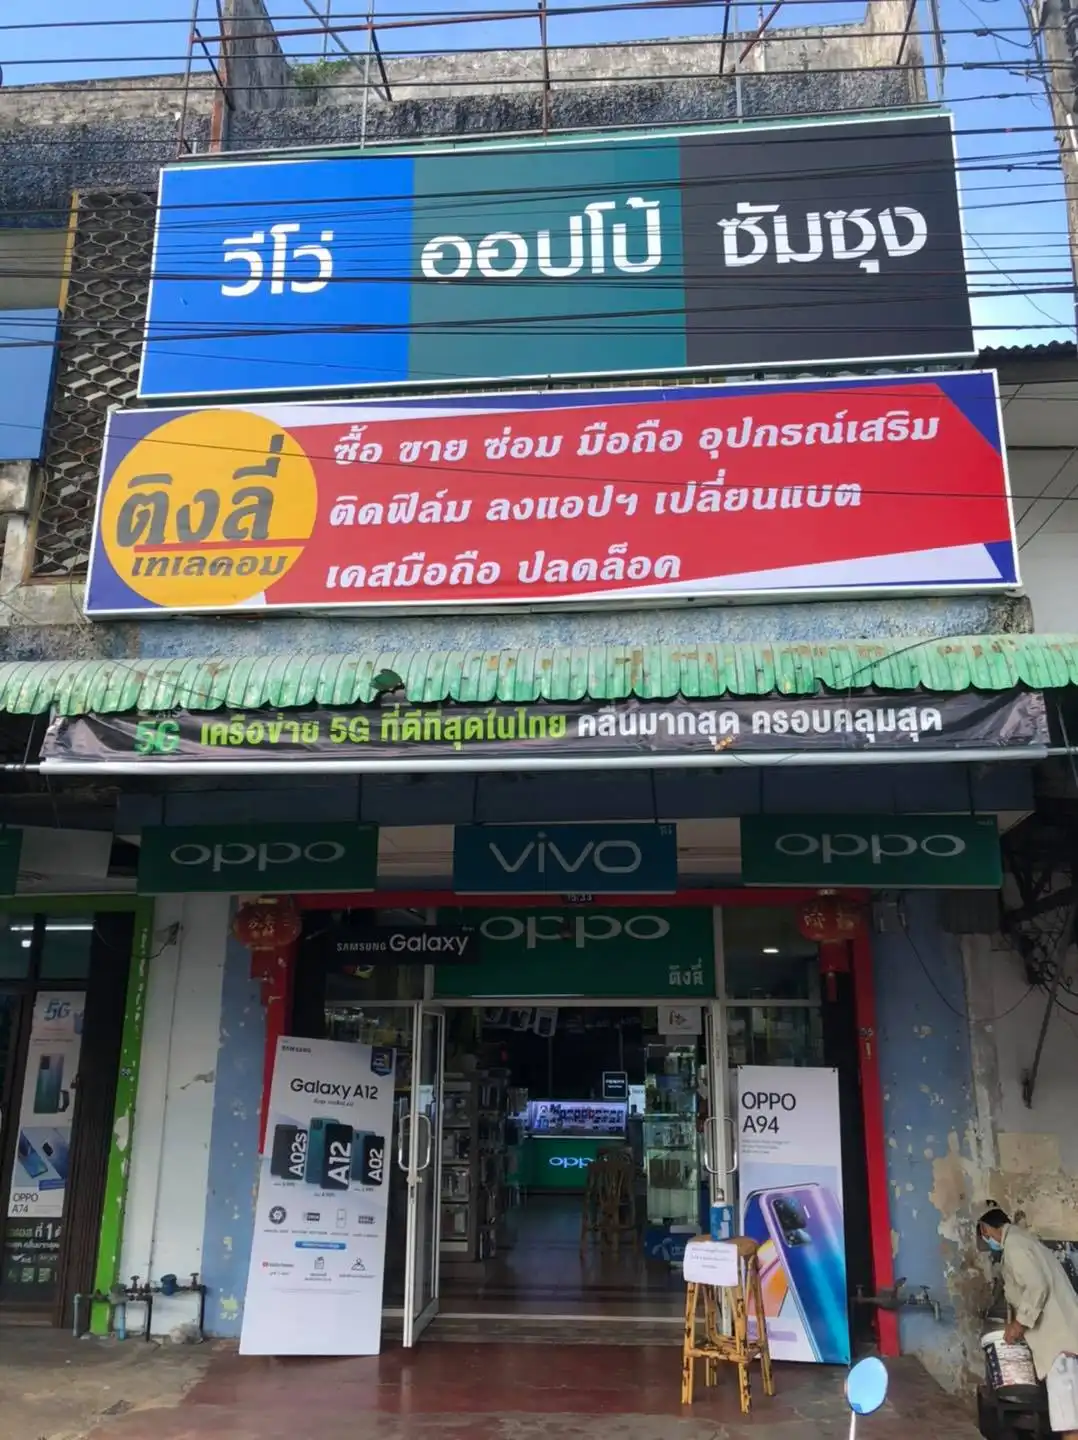 วีโว่ ออปโป้ ซัมซุง
ติงลี่
เทเลคอม
ซื้อ ขาย ซ่อม มือถือ อุปกรณ์เสริม
ติดฟิล์ม ลงแอปฯ เปลี่ยนแบต
เคสมือถือ ปลดล็อค
5G เครือข่าย 5G ที่ดีที่สุดในไทย คลื่นมากสุด ครอบคลุมสุด
oppo
vivo
oppo
SAMSUNG Galaxy
oppo
ติงลี่
5G
OPPO
A74
SAMSUNG
Galaxy A12
A02s
A12
A02
oppo
OPPO
A94